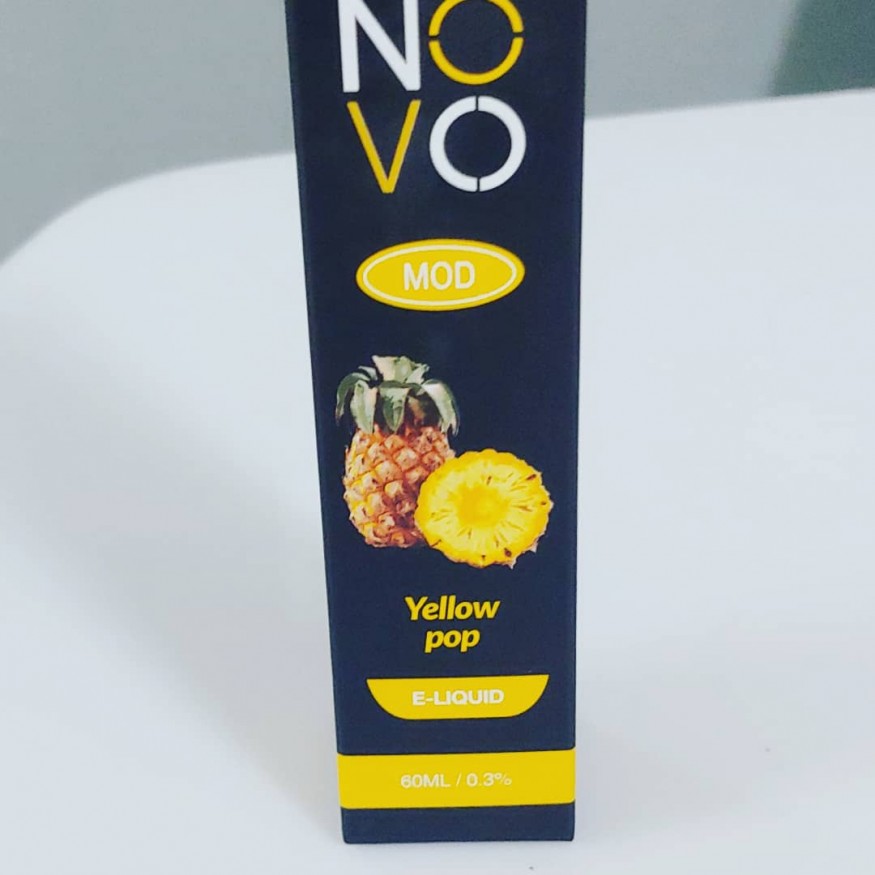 NO
VO
MOD
Yellow
pop
E-LIQUID
60ML / 0.3%